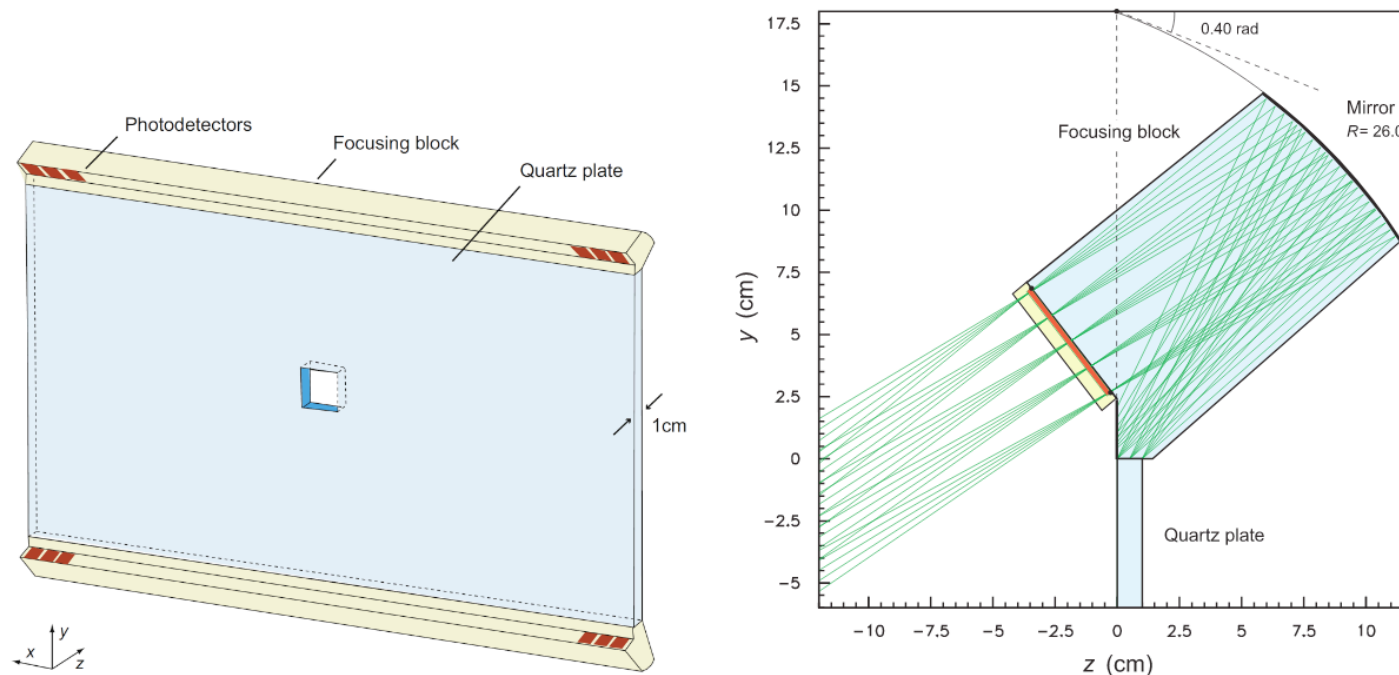 Photodetectors
Focusing block
Quartz plate
1cm
y
x
z
17.5
15
12.5
10
7.5
5
2.5
0
−2.5
−5
y (cm)
0.40 rad
Mirror
R= 26.0
Focusing block
Quartz plate
−10
−7.5
−5
−2.5
0
2.5
5
7.5
10
z (cm)